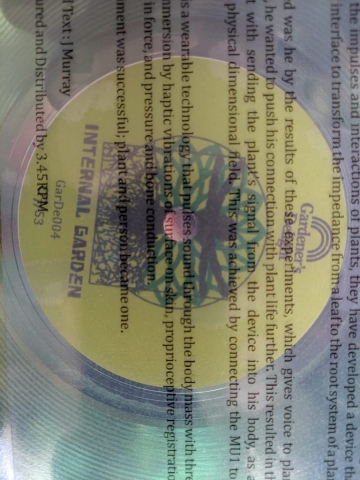 the impulses and interactions of plants, they have developed a device th
interface to transform the impedance from a leaf to the root system of a pla
d was he by the results of these experiments, which gives voice to pla
he wanted to push his connection with plant life further. This resulted in th
t with sending the plant's signal from the device into his body, as a
physical dimensional field. This was achieved by connecting the MU1 to
s a wearable technology that pulses sound through the body mass with thre
mmersion by haptic vibrations of surface on skin, proprioceptive registratio
in force, and pressure and bone conduction.
ment was successful; plant and person became one.
Text: J Murray
ured and Distributed by 3.45RPM
Gardener's
INTERNAL GARDEN
GarDe004